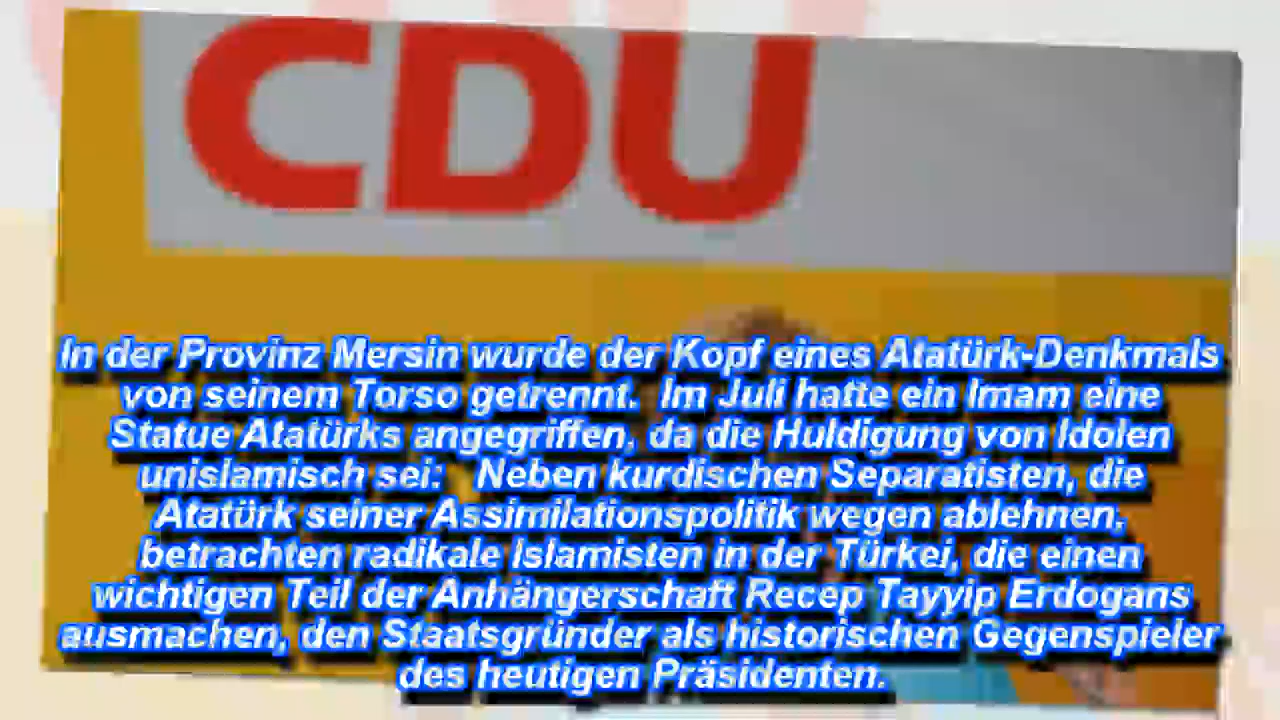 CDU
In der Provinz Mersin wurde der Kopf eines Atatürk-Denkmals
von seinem Torso getrennt. Im Juli hatte ein Imam eine
Statue Atatürks angegriffen, da die Huldigung von Idolen
unislamisch sei: Neben kurdischen Separatisten, die
Atatürk seiner Assimilationspolitik wegen ablehnen,
betrachten radikale Islamisten in der Türkei, die einen
wichtigen Teil der Anhängerschaft Recep Tayyip Erdogans
ausmachen, den Staatsgründer als historischen Gegenspieler
des heutigen Präsidenten.